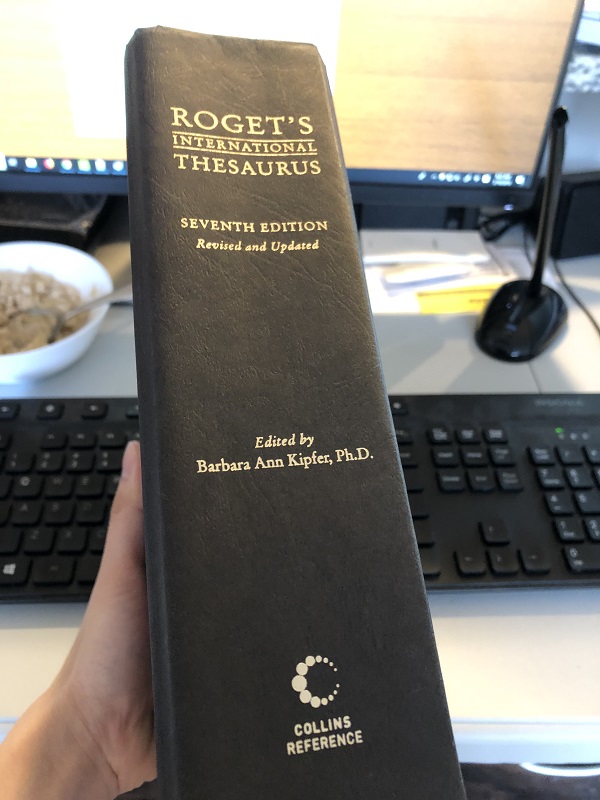 ROGET'S
INTERNATIONAL
THESAURUS
SEVENTH EDITION
Revised and Updated
Edited by
Barbara Ann Kipfer, Ph.D.
COLLINS
REFERENCE